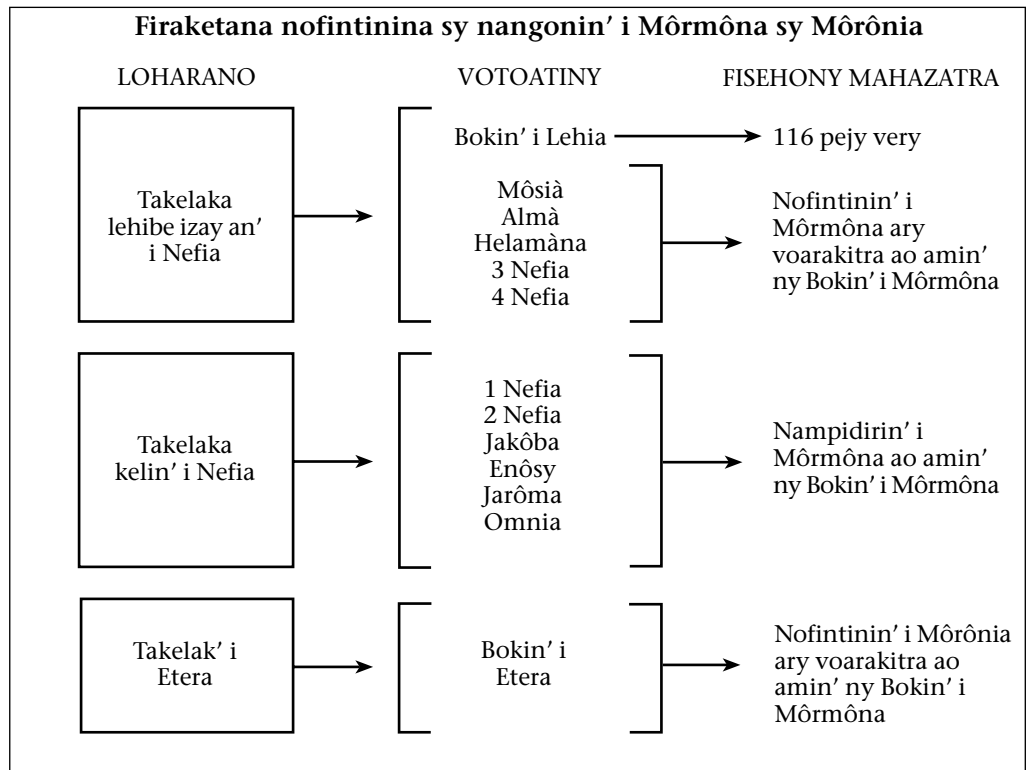 Firaketana nofintinina sy nangonin' i Môrmôna sy Môrônia
LOHARANO
VOTOATINY
FISEHONY MAHAZATRA
Takelaka
lehibe izay an'
i Nefia
Bokin' i Lehia
116 pejy very
Môsià
Almà
Helamàna
3 Nefia
4 Nefia
Nofintinin' i
Môrmôna ary
voarakitra ao amin'
ny Bokin' i Môrmôna
Takelaka
kelin' i Nefia
1 Nefia
2 Nefia
Jakôba
Enôsy
Jarôma
Omnia
Nampidirin' i
Môrmôna ao amin'
ny Bokin' i Môrmôna
Takelak' i
Etera
Bokin' i
Etera
Nofintinin' i Môrônia
ary voarakitra ao
amin' ny Bokin' i
Môrmôna